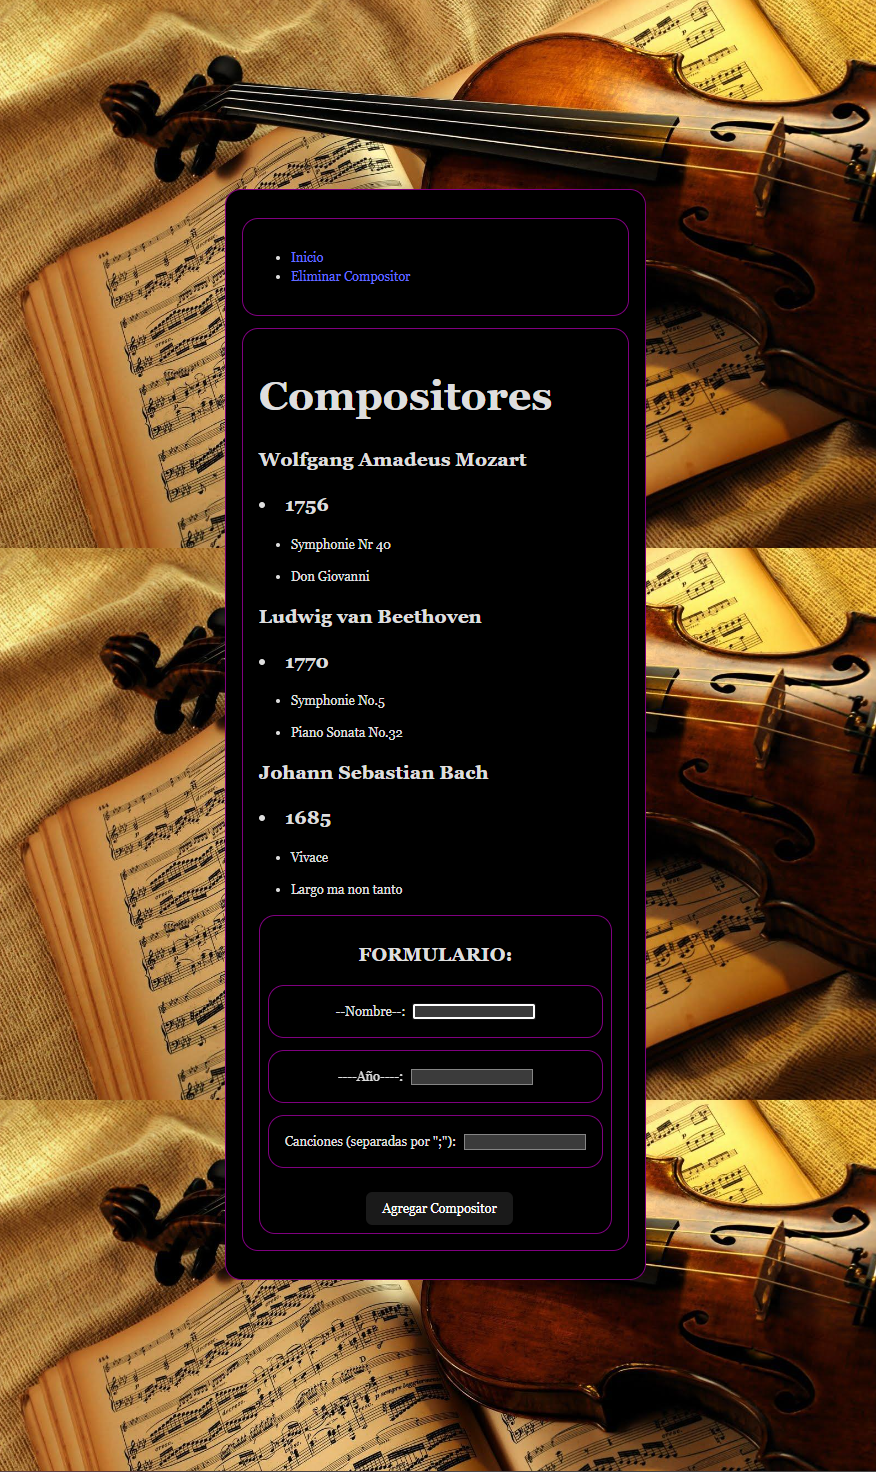 Inicio
Eliminar Compositor
Compositores
Wolfgang Amadeus Mozart
1756
Symphonie Nr 40
Don Giovanni
Ludwig van Beethoven
1770
Symphonie No.5
Piano Sonata No.32
Johann Sebastian Bach
1685
Vivace
Largo ma non tanto
FORMULARIO:
--Nombre--:
----Año----:
Canciones (separadas por ";"):
Agregar Compositor